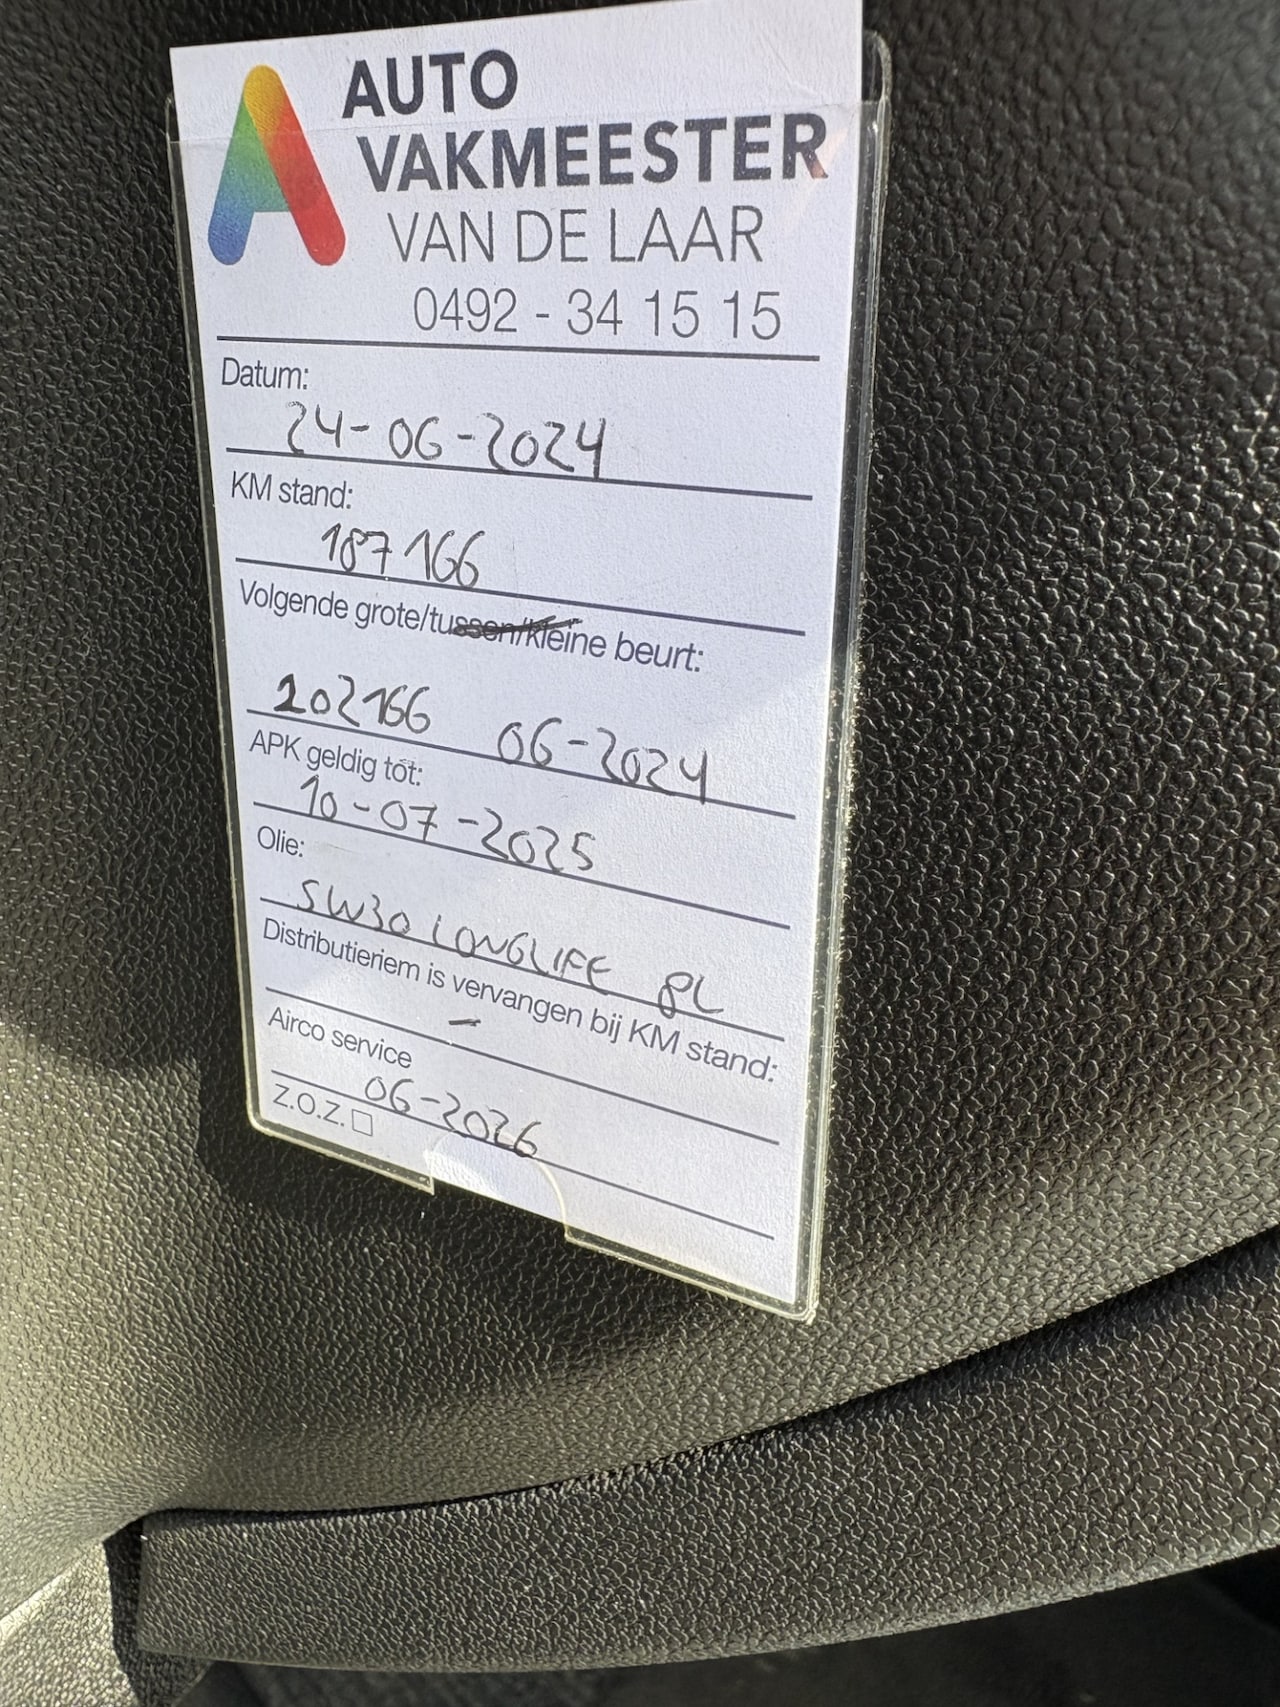 AUTO
VAKMEESTER
VAN DE LAAR
0492 - 34 15 15
Datum:
24-06-2024
KM stand:
187166
Volgende grote/tussen/kleine beurt:
202166 06-2024
APK geldig tot:
10-07-2025
Olie:
5W30 LONGLIFE 8L
Distributieriem is vervangen bij KM stand:
-
Airco service
06-2026
Z.O.Z. □